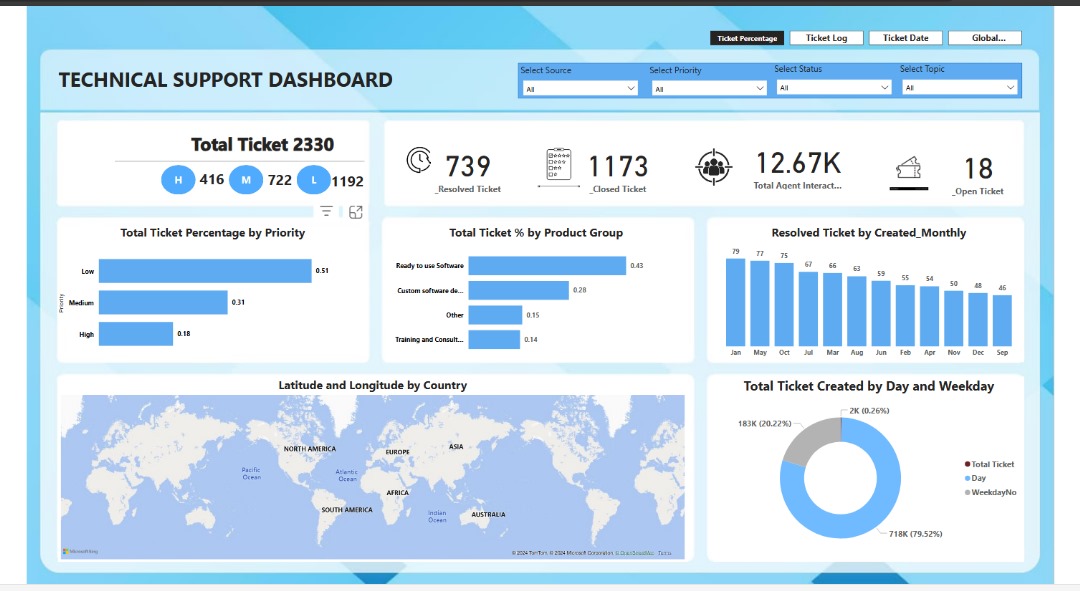 Ticket Percentage
Ticket Log
Ticket Date
Global...
TECHNICAL SUPPORT DASHBOARD
Select Source
All
Select Priority
All
Select Status
All
Select Topic
All
Total Ticket 2330
H 416 M 722 L 1192
739
_Resolved Ticket
1173
_Closed Ticket
12.67K
Total Agent Interact...
18
_Open Ticket
Total Ticket Percentage by Priority
Priority
Low 0.51
Medium 0.31
High 0.18
Total Ticket % by Product Group
Ready to use Software 0.43
Custom software de... 0.28
Other 0.15
Training and Consult... 0.14
Resolved Ticket by Created_Monthly
79 77 75 67 66 63 59 55 54 50 48 46
Jan May Oct Jul Mar Aug Jun Feb Apr Nov Dec Sep
Latitude and Longitude by Country
NORTH AMERICA
EUROPE
ASIA
Pacific
Ocean
Atlantic
Ocean
AFRICA
SOUTH AMERICA
Indian
Ocean
AUSTRALIA
Microsoft Bing
© 2024 TomTom, © 2024 Microsoft Corporation, © OpenStreetMap Terms
Total Ticket Created by Day and Weekday
2K (0.26%)
183K (20.22%)
718K (79.52%)
Total Ticket
Day
WeekdayNo